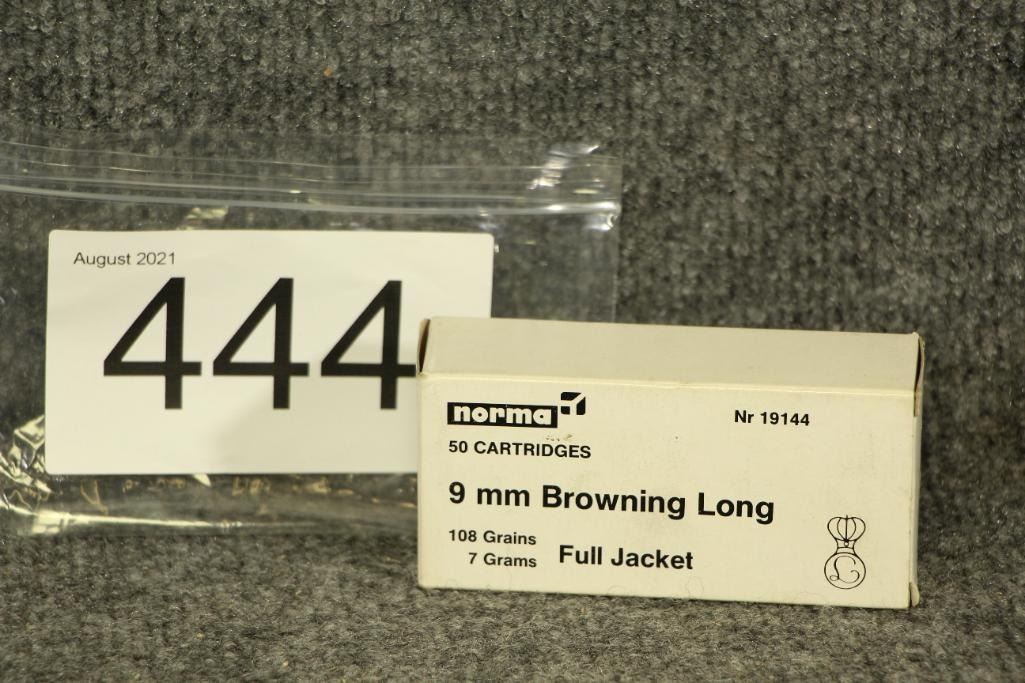 August 2021
444
norma
Nr 19144
50 CARTRIDGES
9 mm Browning Long
108 Grains
7 Grams
Full Jacket
L